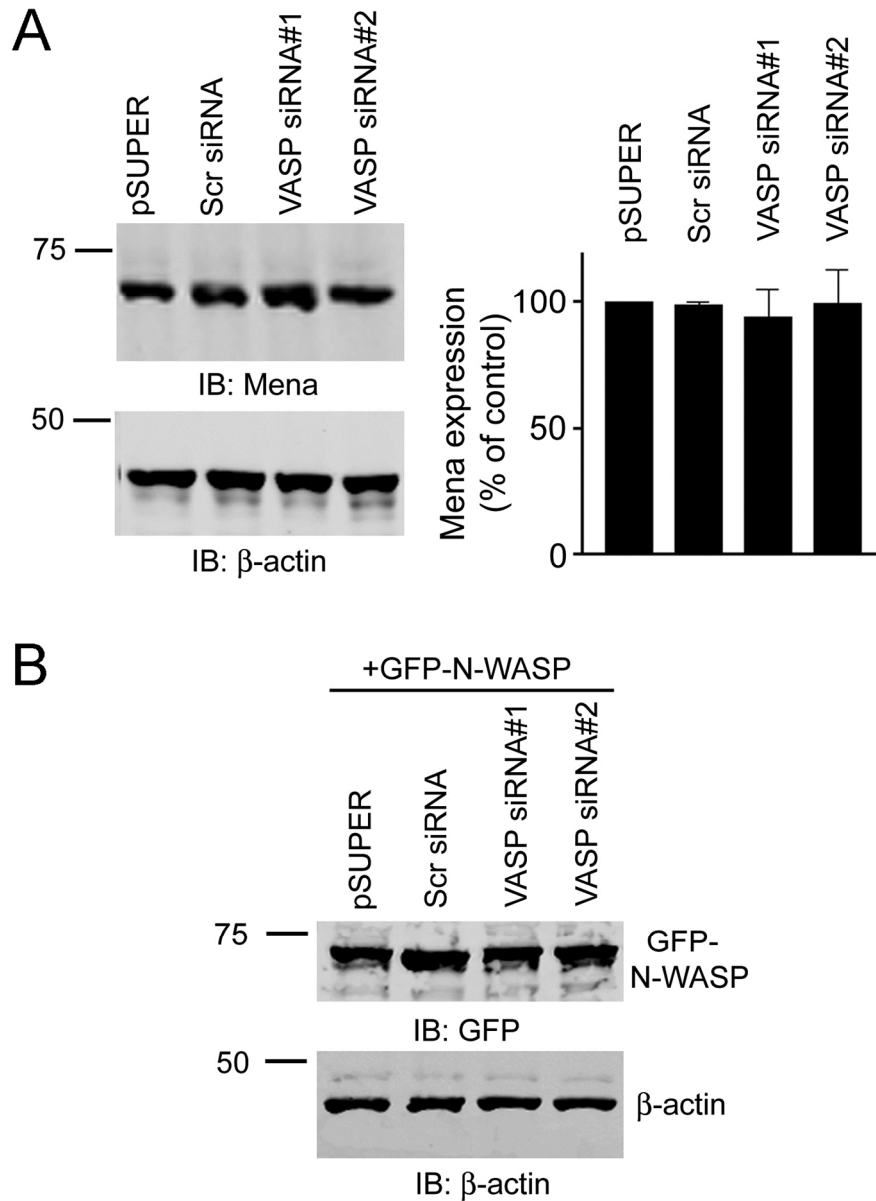 A
pSUPER
Scr siRNA
VASP siRNA#1
VASP siRNA#2
75
IB: Mena
50
IB: β-actin
pSUPER
Scr siRNA
VASP siRNA#1
VASP siRNA#2
Mena expression
(% of control)
100
50
0
B
+GFP-N-WASP
pSUPER
Scr siRNA
VASP siRNA#1
VASP siRNA#2
75
GFP-
N-WASP
IB: GFP
50
β-actin
IB: β-actin